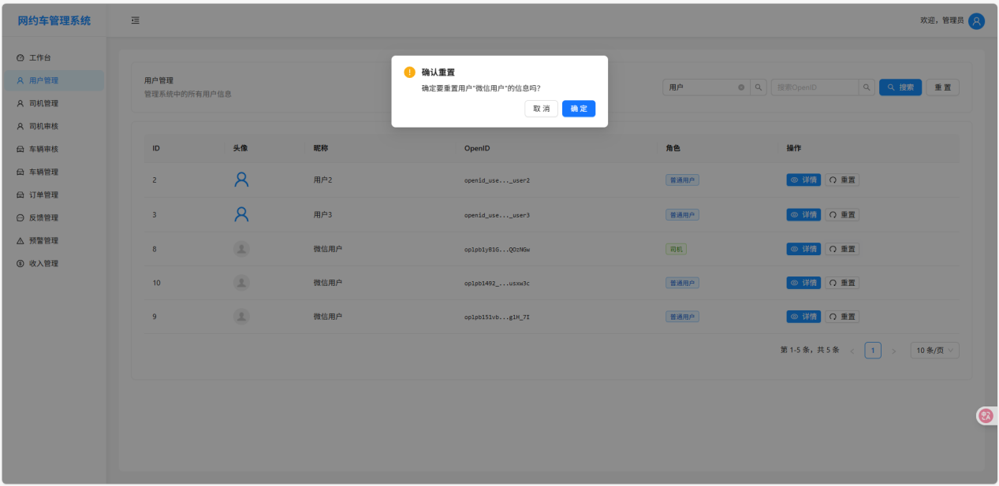 网约车管理系统
欢迎，管理员
工作台
用户管理
司机管理
司机审核
车辆审核
车辆管理
订单管理
反馈管理
预警管理
收入管理
确认重置
确定要重置用户"微信用户"的信息吗？
取 消 确 定
用户管理
管理系统中的所有用户信息
用户 搜索OpenID 搜索 重 置
ID 头像 昵称 OpenID 角色 操作
2 用户2 openid_use..._user2 普通用户 详情 重置
3 用户3 openid_use..._user3 普通用户 详情 重置
8 微信用户 oplpb1yB1G...QOzNGw 司机 详情 重置
10 微信用户 oplpb1492_...usxw3c 普通用户 详情 重置
9 微信用户 oplpb151vb...glH_7I 普通用户 详情 重置
第 1-5 条，共 5 条 < 1 > 10 条/页